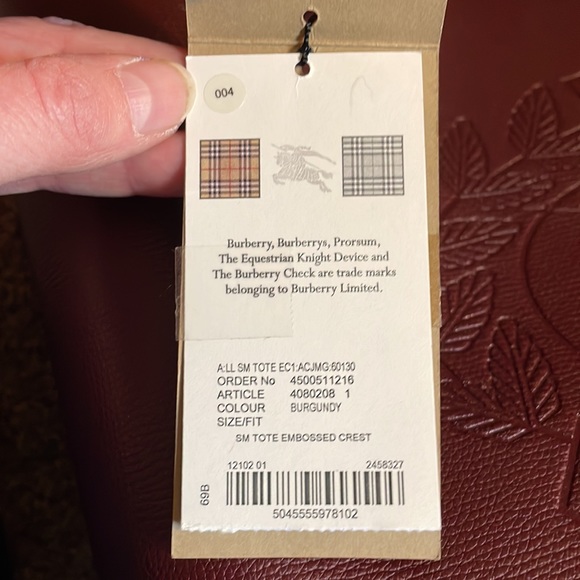 004
Burberry, Burberrys, Prorsum,
The Equestrian Knight Device and
The Burberry Check are trade marks
belonging to Burberry Limited.
A:LL SM TOTE EC1:ACJMG:60130
ORDER No 4500511216
ARTICLE 4080208 1
COLOUR BURGUNDY
SIZE/FIT
SM TOTE EMBOSSED CREST
12102 01 2458327
69B
5045555978102